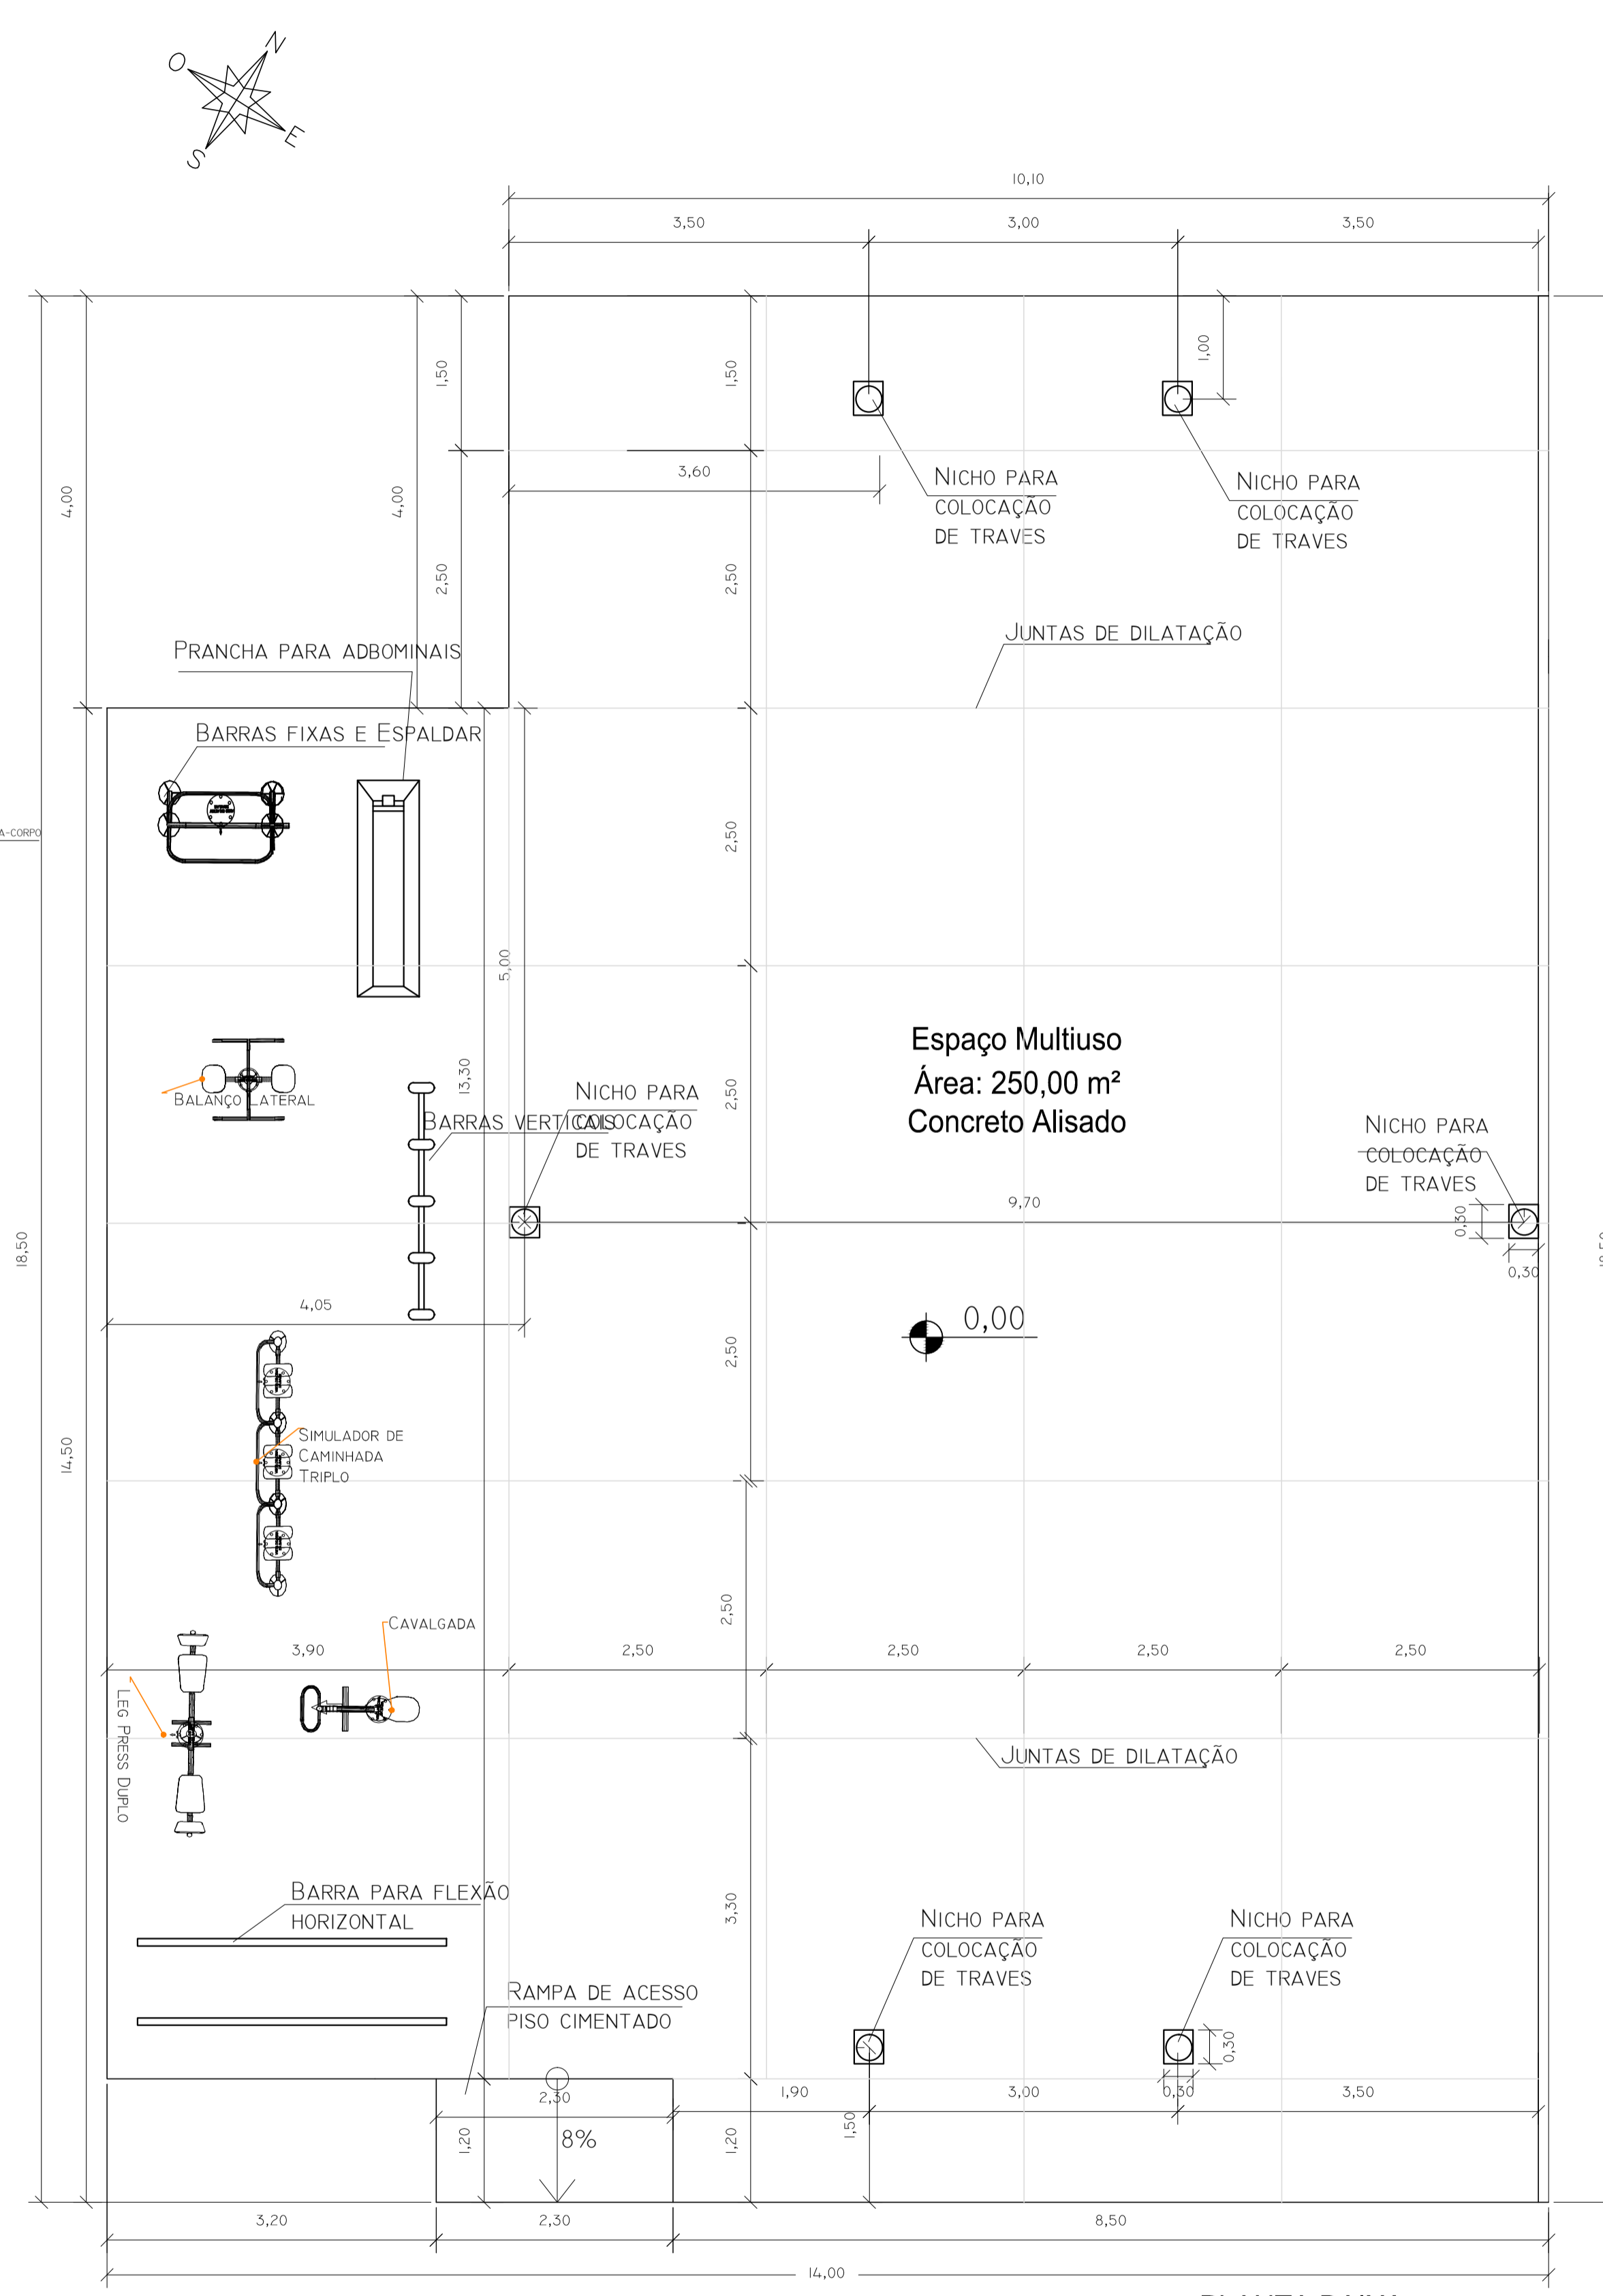 N
O
E
S
10,10
3,50
3,00
3,50
1,00
1,50
1,50
4,00
4,00
3,60
NICHO PARA
COLOCAÇÃO
DE TRAVES
NICHO PARA
COLOCAÇÃO
DE TRAVES
2,50
2,50
JUNTAS DE DILATAÇÃO
PRANCHA PARA ADBOMINAIS
BARRAS FIXAS E ESPALDAR
A-CORPO
2,50
5,00
Espaço Multiuso
Área: 250,00 m²
Concreto Alisado
13,30
2,50
BALANÇO LATERAL
NICHO PARA
COLOCAÇÃO
DE TRAVES
BARRAS VERTICAIS
NICHO PARA
COLOCAÇÃO
DE TRAVES
9,70
0,30
0,30
18,50
4,05
0,00
2,50
14,50
SIMULADOR DE
CAMINHADA
TRIPLO
2,50
CAVALGADA
3,90
2,50
2,50
2,50
2,50
LEG PRESS DUPLO
JUNTAS DE DILATAÇÃO
BARRA PARA FLEXÃO
HORIZONTAL
3,30
NICHO PARA
COLOCAÇÃO
DE TRAVES
NICHO PARA
COLOCAÇÃO
DE TRAVES
RAMPA DE ACESSO
PISO CIMENTADO
0,30
2,30
1,90
3,00
0,30
3,50
1,20
8%
1,20
1,50
3,20
2,30
8,50
14,00